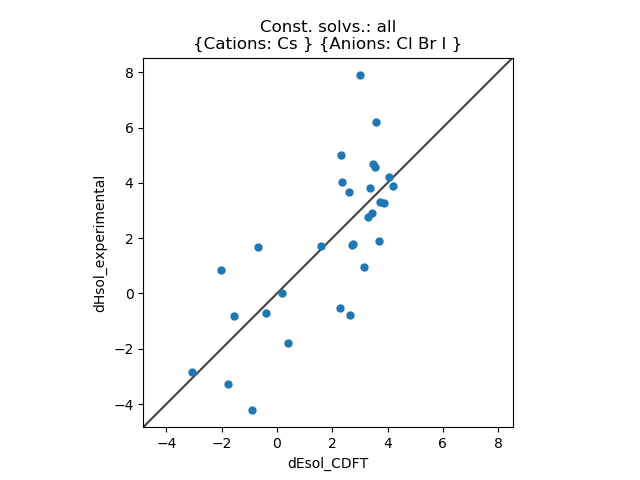 Const. solvs.: all
{Cations: Cs } {Anions: Cl Br I }
8
6
4
2
0
−2
−4
dHsol_experimental
−4 −2 0 2 4 6 8
dEsol_CDFT